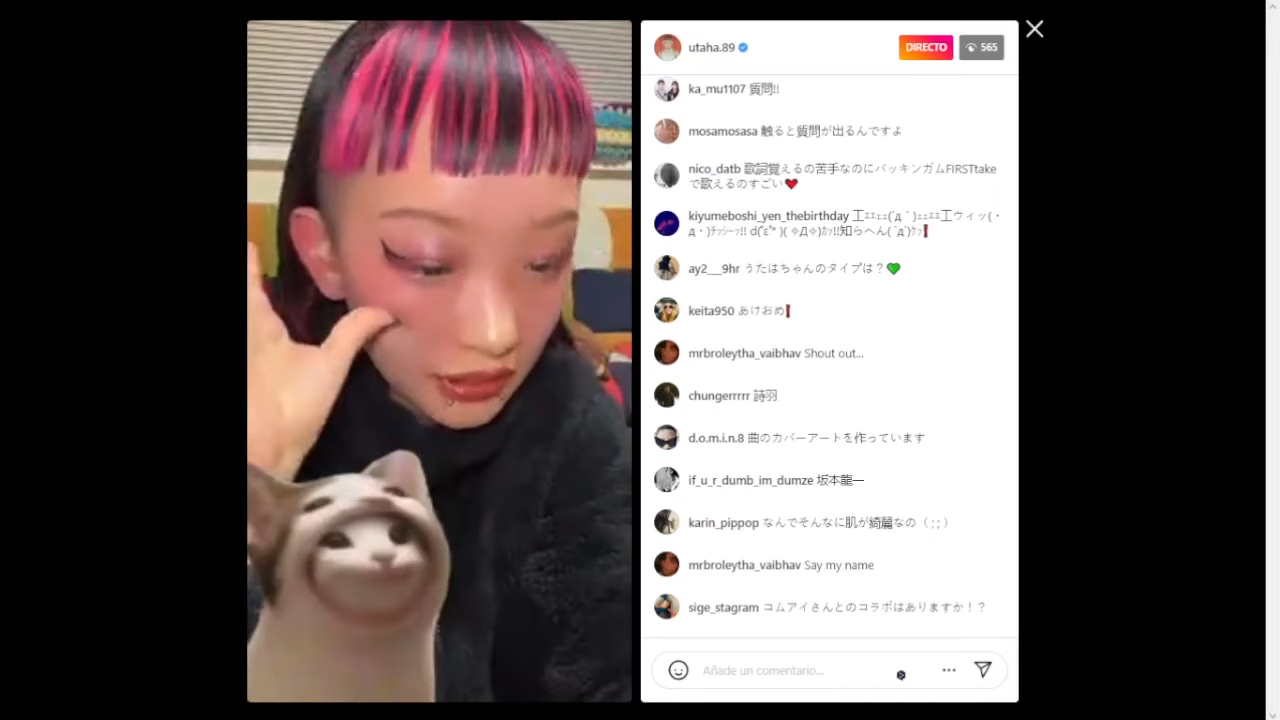 utaha.89
DIRECTO
565
ka_mu1107 質問!!
mosamosasa 触ると質問が出るんですよ
nico_datb 歌詞覚えるの苦手なのにバッキンガムFIRSTtake
で歌えるのすごい❤
kiyumeboshi_yen_thebirthday
ay2__9hr うたはちゃんのタイプは？💚
keita950 あけおめ
mrbroleytha_vaibhav Shout out...
chungerrrrr 詩羽
d.o.m.i.n.8 曲のカバーアートを作っています
if_u_r_dumb_im_dumze 坂本龍一
karin_pippop なんでそんなに肌が綺麗なの（ ; ; ）
mrbroleytha_vaibhav Say my name
sige_stagram コムアイさんとのコラボはありますか！？
Añade un comentario...